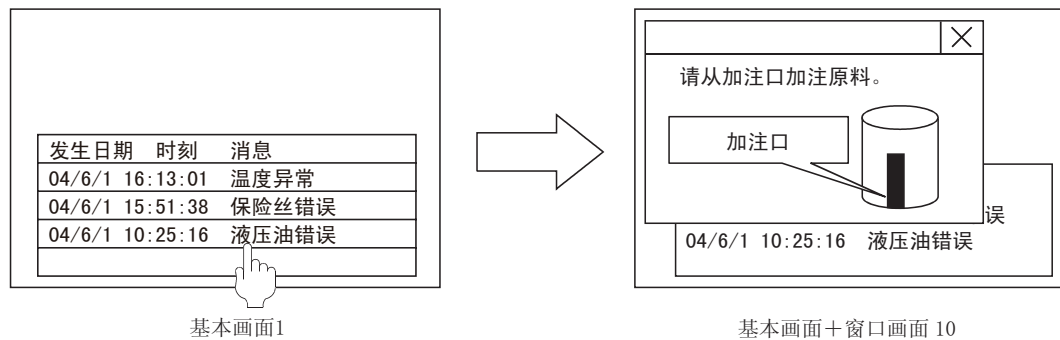 发生日期 时刻 消息
04/6/1 16:13:01 温度异常
04/6/1 15:51:38 保险丝错误
04/6/1 10:25:16 液压油错误
基本画面1
请从加注口加注原料。
加注口
误
04/6/1 10:25:16 液压油错误
基本画面＋窗口画面 10